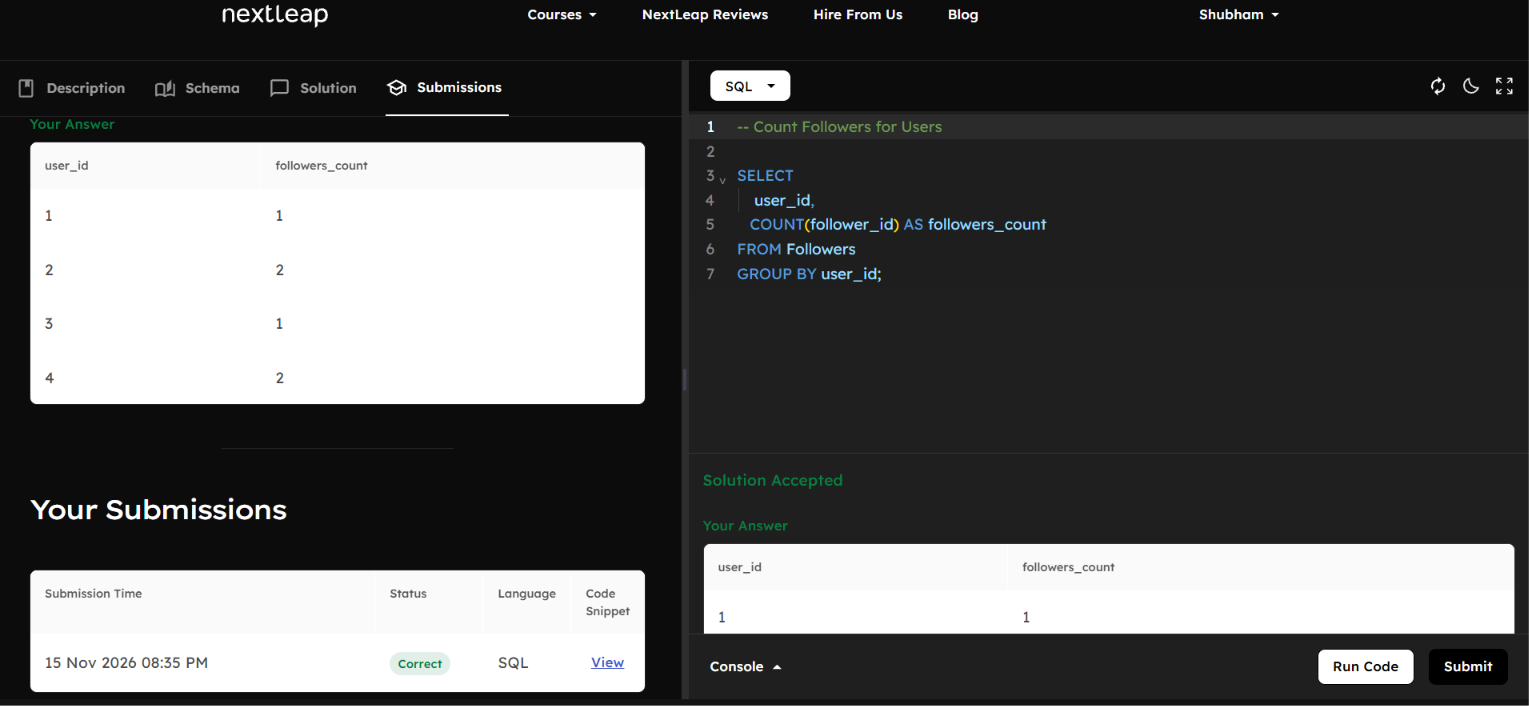 nextleap
Courses
NextLeap Reviews
Hire From Us
Blog
Shubham
Description
Schema
Solution
Submissions
Your Answer
user_id followers_count
1 1
2 2
3 1
4 2
Your Submissions
Submission Time Status Language Code Snippet
15 Nov 2026 08:35 PM Correct SQL View
SQL
1 -- Count Followers for Users
2
3 SELECT
4 user_id,
5 COUNT(follower_id) AS followers_count
6 FROM Followers
7 GROUP BY user_id;
Solution Accepted
Your Answer
user_id followers_count
1 1
Console
Run Code
Submit